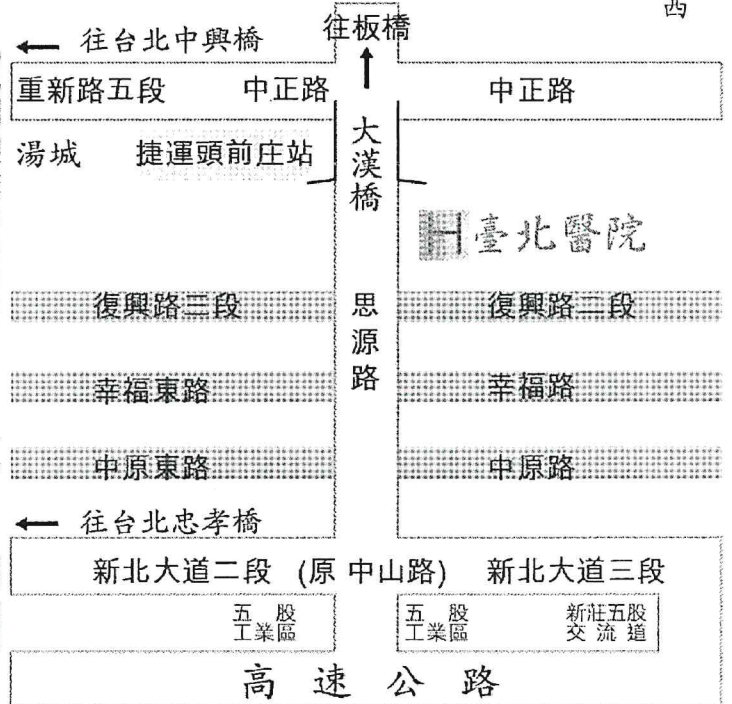 西
往板橋
往台北中興橋
重新路五段 中正路 中正路
湯城 捷運頭前庄站
大漢橋
H臺北醫院
思源路
復興路三段 復興路二段
幸福東路 幸福路
中原東路 中原路
往台北忠孝橋
新北大道二段 (原 中山路) 新北大道三段
五股 五股 新莊五股
工業區 工業區 交流道
高速公路